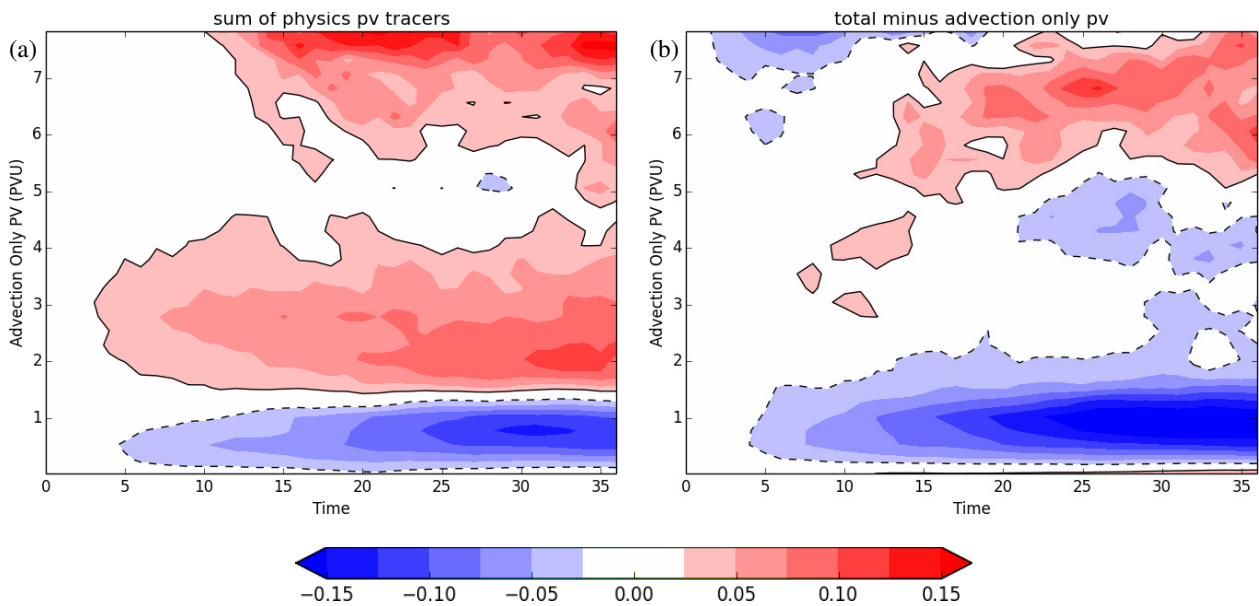 sum of physics pv tracers
(a)
Advection Only PV (PVU)
7
6
5
4
3
2
1
0 5 10 15 20 25 30 35
Time
total minus advection only pv
(b)
Advection Only PV (PVU)
7
6
5
4
3
2
1
0 5 10 15 20 25 30 35
Time
−0.15 −0.10 −0.05 0.00 0.05 0.10 0.15